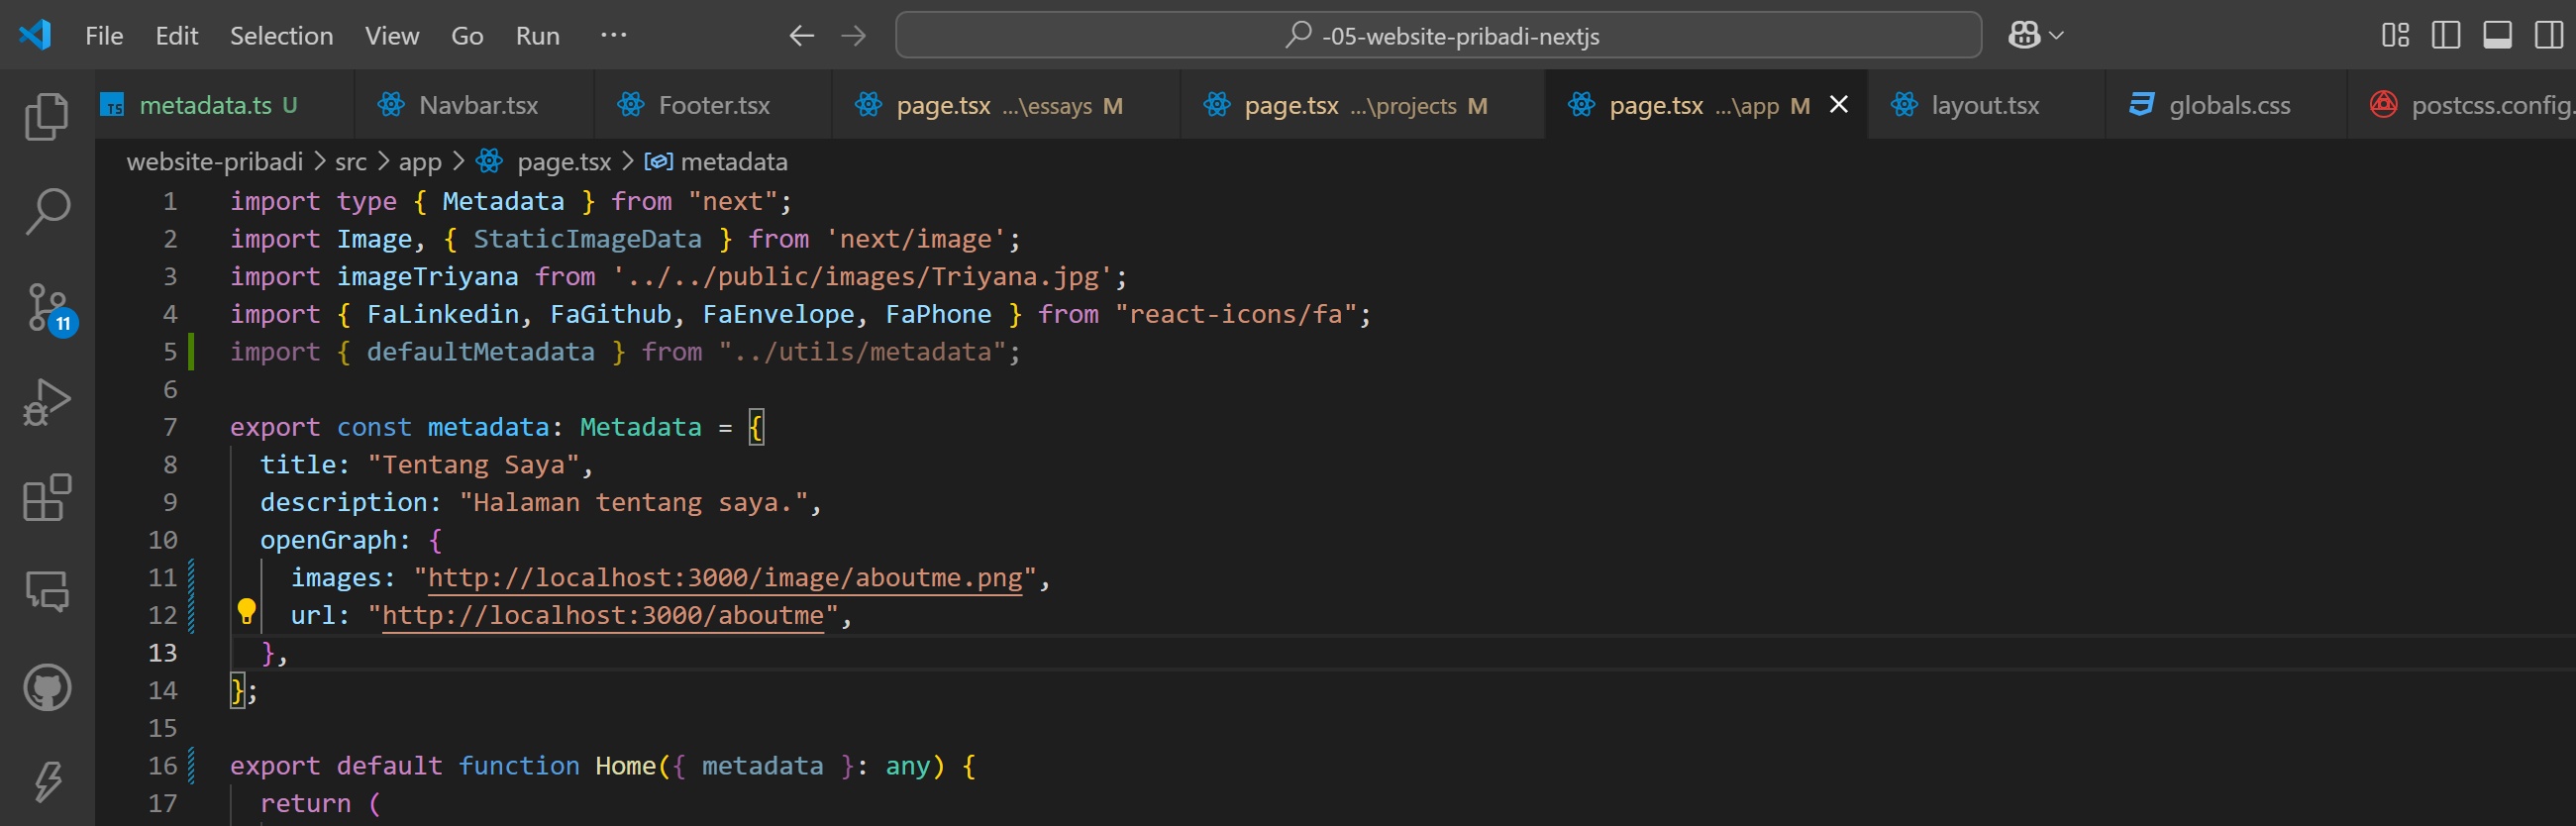 File Edit Selection View Go Run ... -05-website-pribadi-nextjs
TS metadata.ts U Navbar.tsx Footer.tsx page.tsx ...\essays M page.tsx ...\projects M page.tsx ...\app M layout.tsx globals.css postcss.config.
website-pribadi > src > app > page.tsx > metadata
1 import type { Metadata } from "next";
2 import Image, { StaticImageData } from 'next/image';
3 import imageTriyana from '../../public/images/Triyana.jpg';
4 import { FaLinkedin, FaGithub, FaEnvelope, FaPhone } from "react-icons/fa";
5 import { defaultMetadata } from "../utils/metadata";
6
7 export const metadata: Metadata = {
8 title: "Tentang Saya",
9 description: "Halaman tentang saya.",
10 openGraph: {
11 images: "http://localhost:3000/image/aboutme.png",
12 url: "http://localhost:3000/aboutme",
13 },
14 };
15
16 export default function Home({ metadata }: any) {
17 return (
11